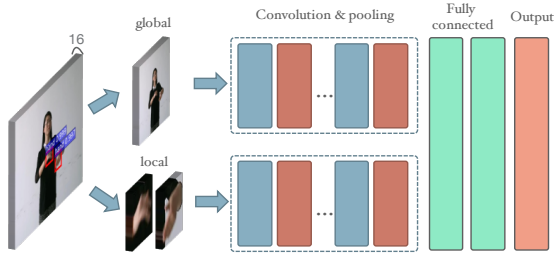 16
global
Convolution & pooling
Fully
connected
Output
...
local
...